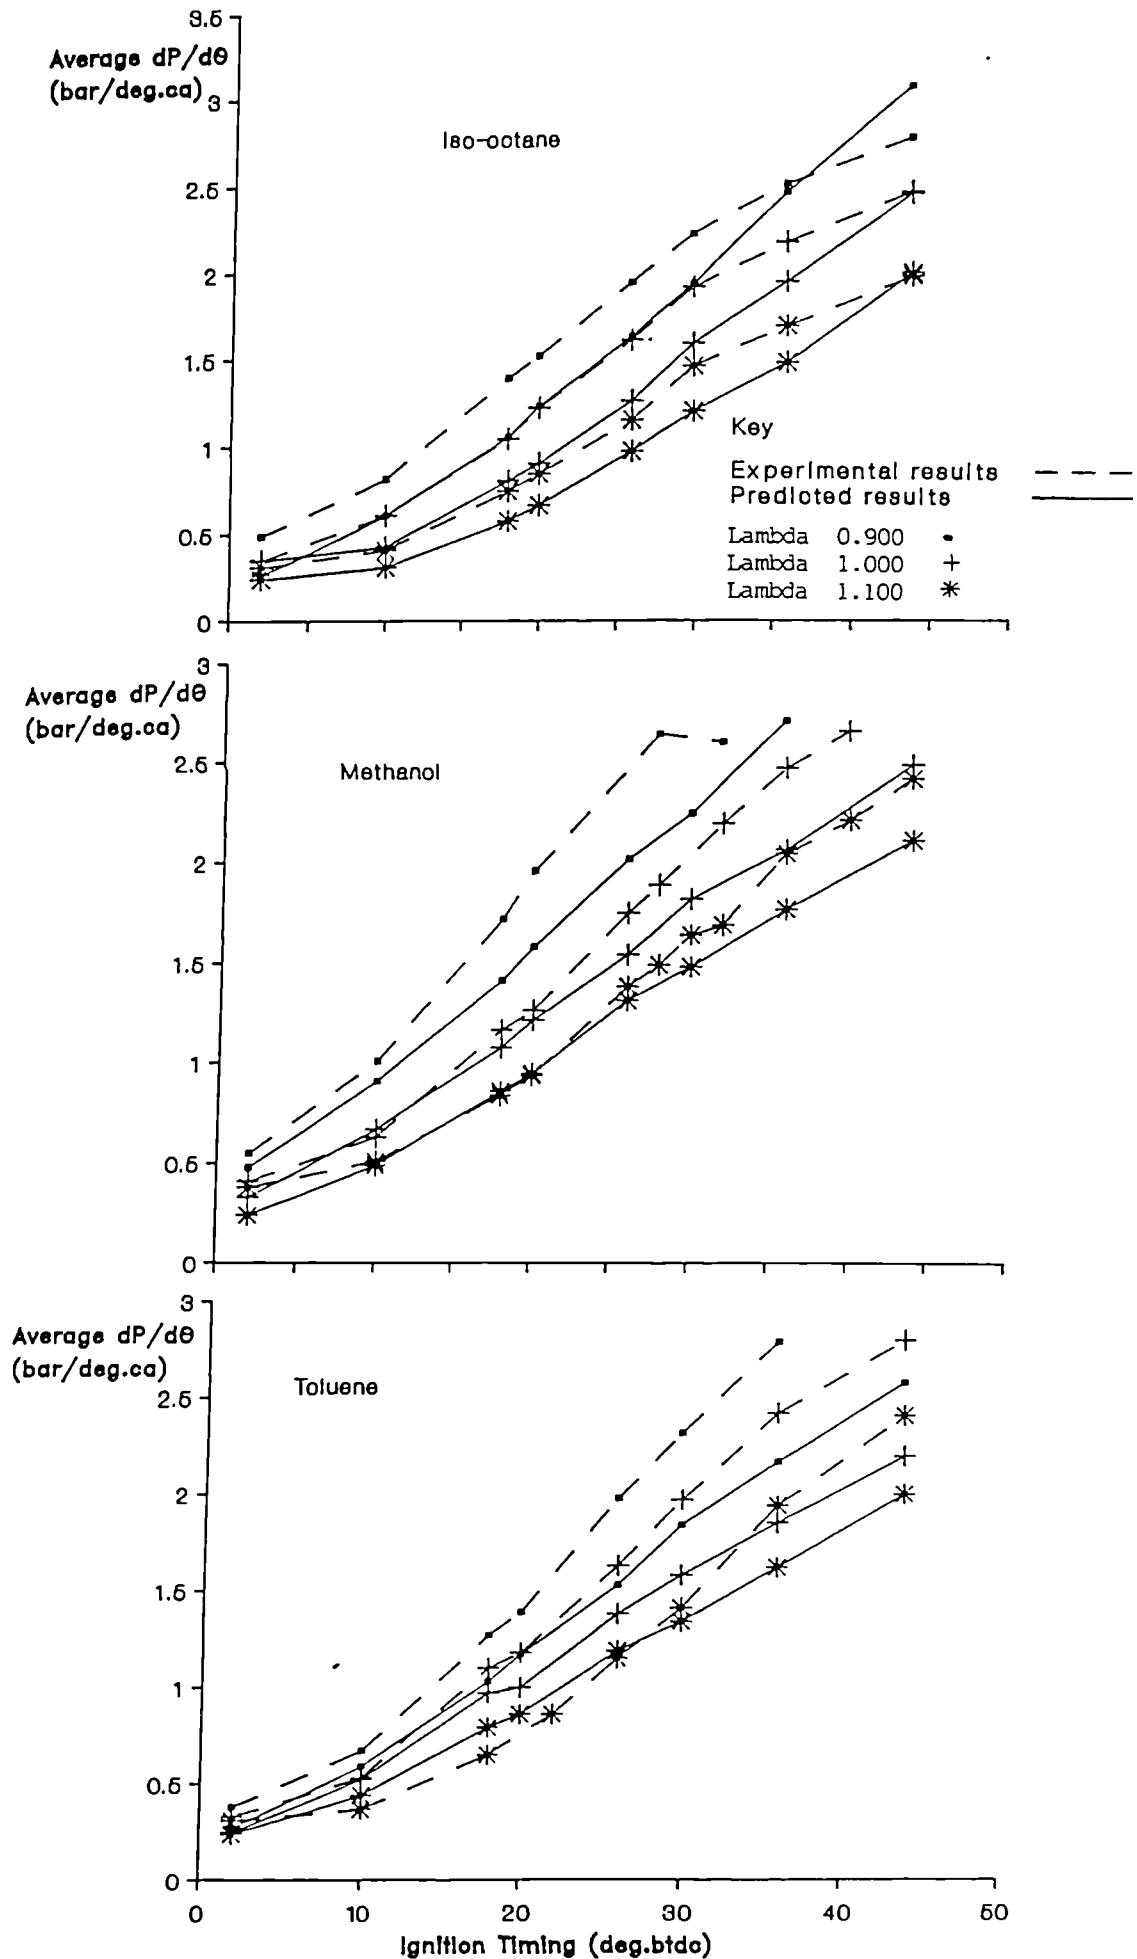 3.5
Average dP/dθ
(bar/deg.ca)
3
Iso-octane
2.5
2
1.5
1
Key
Experimental results
Predicted results
0.5
Lambda 0.900
Lambda 1.000
Lambda 1.100
0
3
Average dP/dθ
(bar/deg.ca)
2.5
Methanol
2
1.5
1
0.5
0
3
Average dP/dθ
(bar/deg.ca)
2.5
Toluene
2
1.5
1
0.5
0
0 10 20 30 40 50
Ignition Timing (deg.btdc)